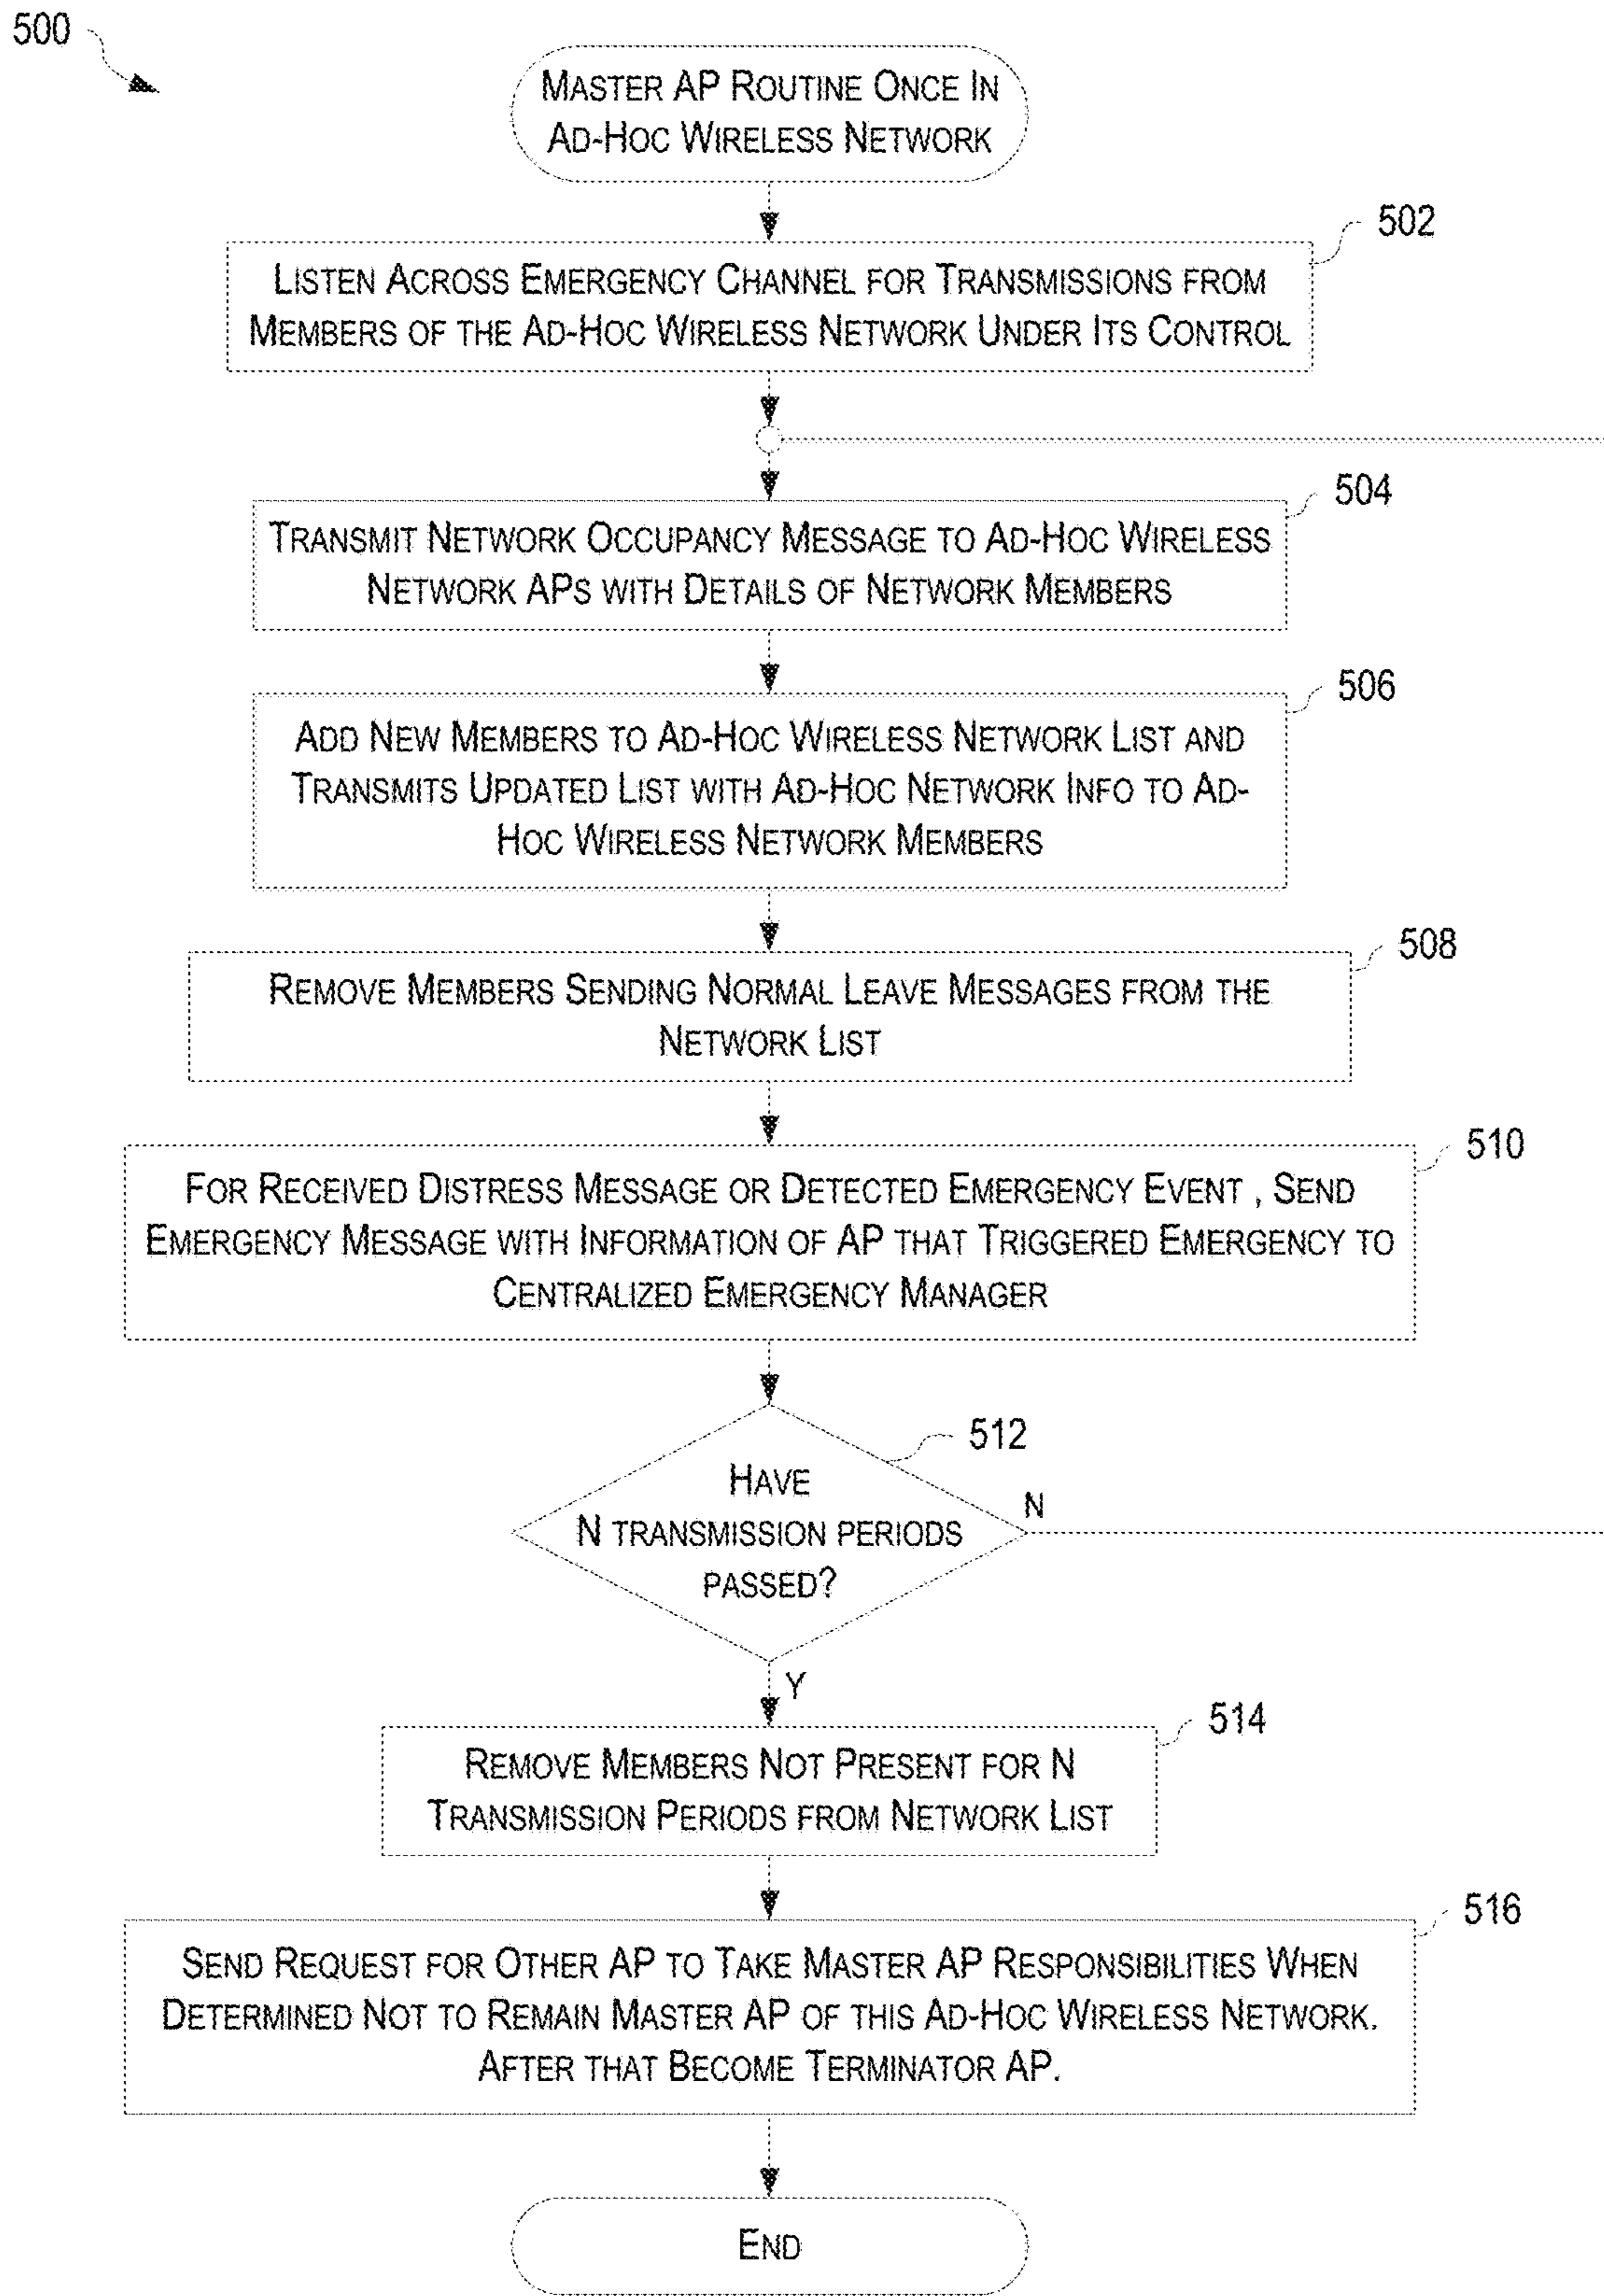 500
MASTER AP ROUTINE ONCE IN
AD-HOC WIRELESS NETWORK
502
LISTEN ACROSS EMERGENCY CHANNEL FOR TRANSMISSIONS FROM
MEMBERS OF THE AD-HOC WIRELESS NETWORK UNDER ITS CONTROL
504
TRANSMIT NETWORK OCCUPANCY MESSAGE TO AD-HOC WIRELESS
NETWORK APS WITH DETAILS OF NETWORK MEMBERS
506
ADD NEW MEMBERS TO AD-HOC WIRELESS NETWORK LIST AND
TRANSMITS UPDATED LIST WITH AD-HOC NETWORK INFO TO AD-
HOC WIRELESS NETWORK MEMBERS
508
REMOVE MEMBERS SENDING NORMAL LEAVE MESSAGES FROM THE
NETWORK LIST
510
FOR RECEIVED DISTRESS MESSAGE OR DETECTED EMERGENCY EVENT , SEND
EMERGENCY MESSAGE WITH INFORMATION OF AP THAT TRIGGERED EMERGENCY TO
CENTRALIZED EMERGENCY MANAGER
512
HAVE
N TRANSMISSION PERIODS
PASSED?
N
Y
514
REMOVE MEMBERS NOT PRESENT FOR N
TRANSMISSION PERIODS FROM NETWORK LIST
516
SEND REQUEST FOR OTHER AP TO TAKE MASTER AP RESPONSIBILITIES WHEN
DETERMINED NOT TO REMAIN MASTER AP OF THIS AD-HOC WIRELESS NETWORK.
AFTER THAT BECOME TERMINATOR AP.
END